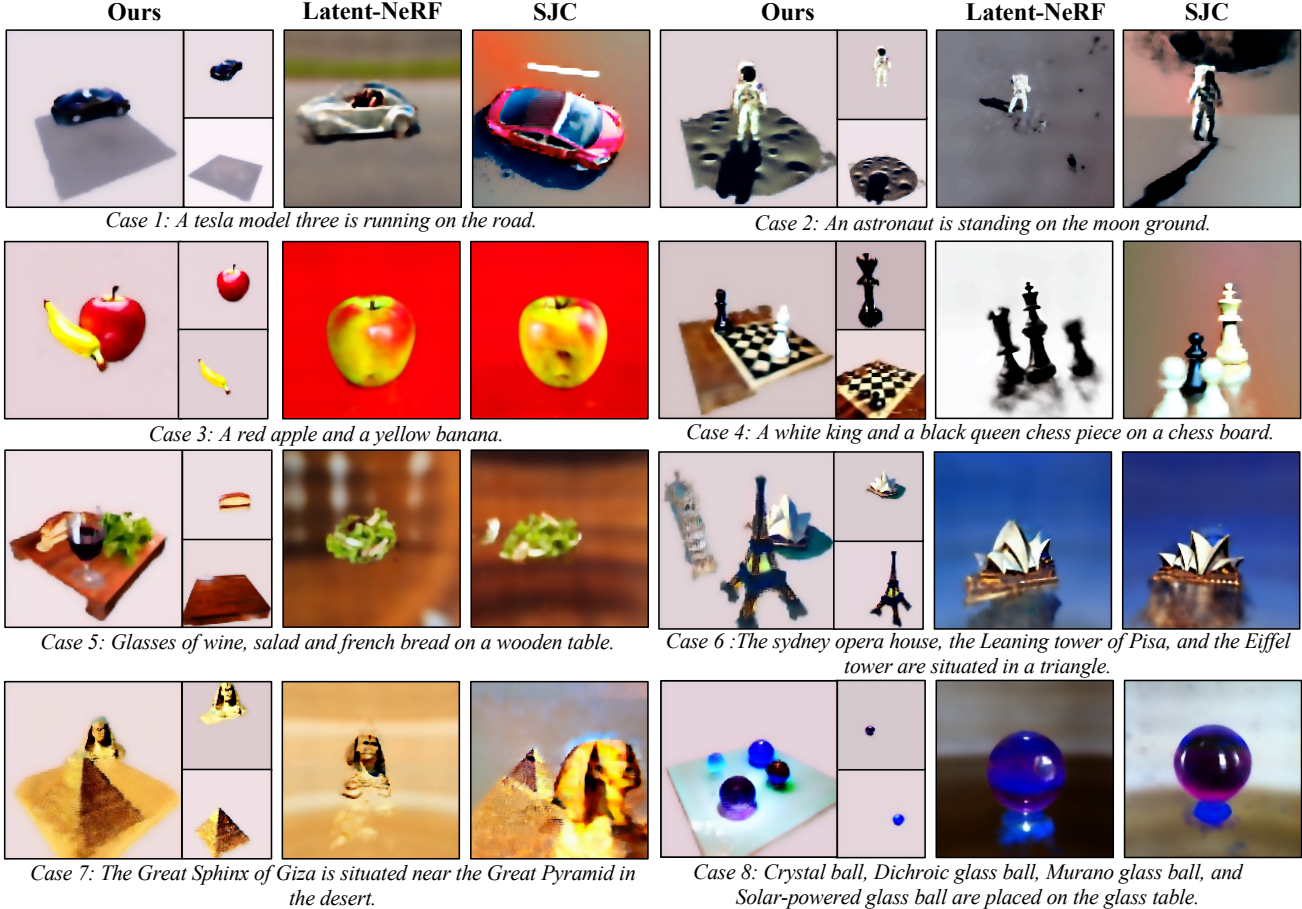 Ours Latent-NeRF SJC Ours Latent-NeRF SJC
Case 1: A tesla model three is running on the road.
Case 2: An astronaut is standing on the moon ground.
Case 3: A red apple and a yellow banana.
Case 4: A white king and a black queen chess piece on a chess board.
Case 5: Glasses of wine, salad and french bread on a wooden table.
Case 6 :The sydney opera house, the Leaning tower of Pisa, and the Eiffel
tower are situated in a triangle.
Case 7: The Great Sphinx of Giza is situated near the Great Pyramid in
the desert.
Case 8: Crystal ball, Dichroic glass ball, Murano glass ball, and
Solar-powered glass ball are placed on the glass table.